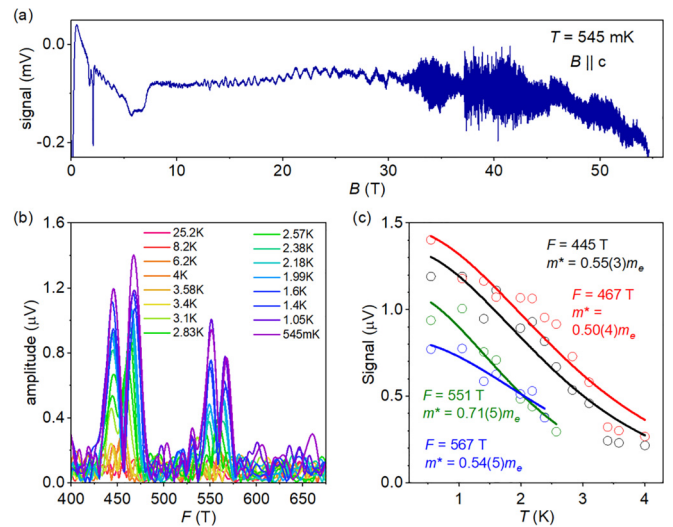 (a)
0.0
-0.2
signal (mV)
T = 545 mK
B || c
0 10 20 30 40 50
B (T)
(b)
1.6
1.2
0.8
0.4
0.0
amplitude (μV)
25.2K 2.57K
8.2K 2.38K
6.2K 2.18K
4K 1.99K
3.58K 1.6K
3.4K 1.4K
3.1K 1.05K
2.83K 545mK
400 450 500 550 600 650
F (T)
(c)
1.5
1.0
0.5
0.0
Signal (μV)
F = 445 T
m* = 0.55(3)me
F = 467 T
m* =
0.50(4)me
F = 551 T
m* = 0.71(5)me
F = 567 T
m* = 0.54(5)me
0 1 2 3 4
T (K)